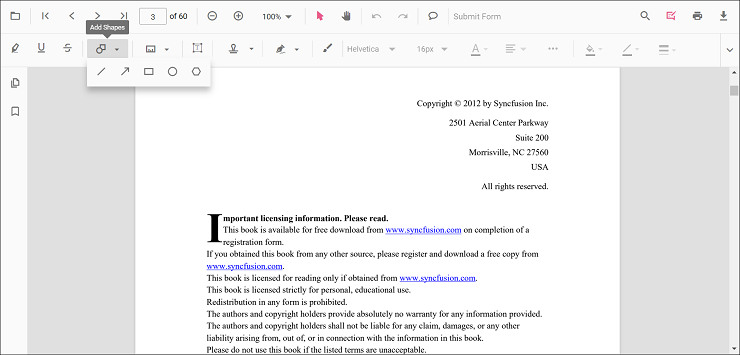 3 of 60 100% Submit Form
Add Shapes
U S T Helvetica 16px A
Copyright © 2012 by Syncfusion Inc.
2501 Aerial Center Parkway
Suite 200
Morrisville, NC 27560
USA
All rights reserved.
Important licensing information. Please read.
This book is available for free download from www.syncfusion.com on completion of a
registration form.
If you obtained this book from any other source, please register and download a free copy from
www.syncfusion.com.
This book is licensed for reading only if obtained from www.syncfusion.com.
This book is licensed strictly for personal, educational use.
Redistribution in any form is prohibited.
The authors and copyright holders provide absolutely no warranty for any information provided.
The authors and copyright holders shall not be liable for any claim, damages, or any other
liability arising from, out of, or in connection with the information in this book.
Please do not use this book if the listed terms are unacceptable.